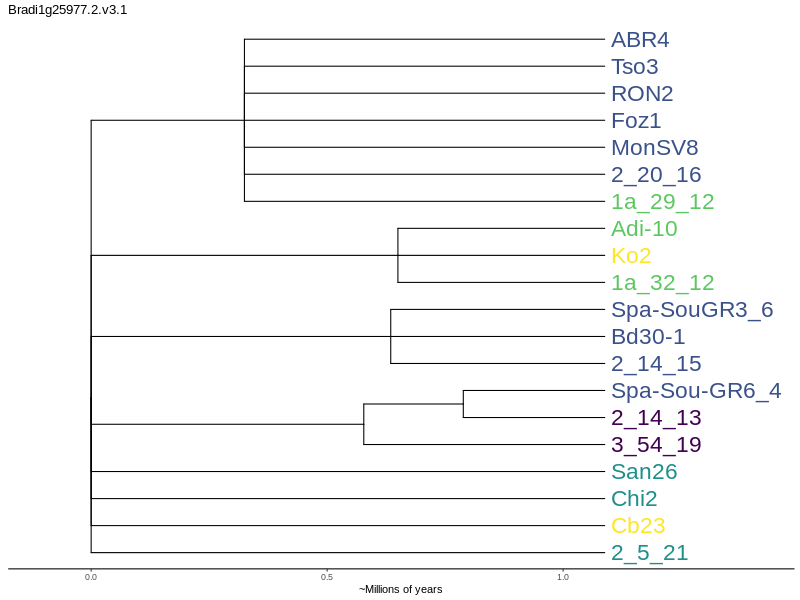 Bradi1g25977.2.v3.1
ABR4
Tso3
RON2
Foz1
MonSV8
2_20_16
1a_29_12
Adi-10
Ko2
1a_32_12
Spa-SouGR3_6
Bd30-1
2_14_15
Spa-Sou-GR6_4
2_14_13
3_54_19
San26
Chi2
Cb23
2_5_21
0.0 0.5 1.0
~Millions of years